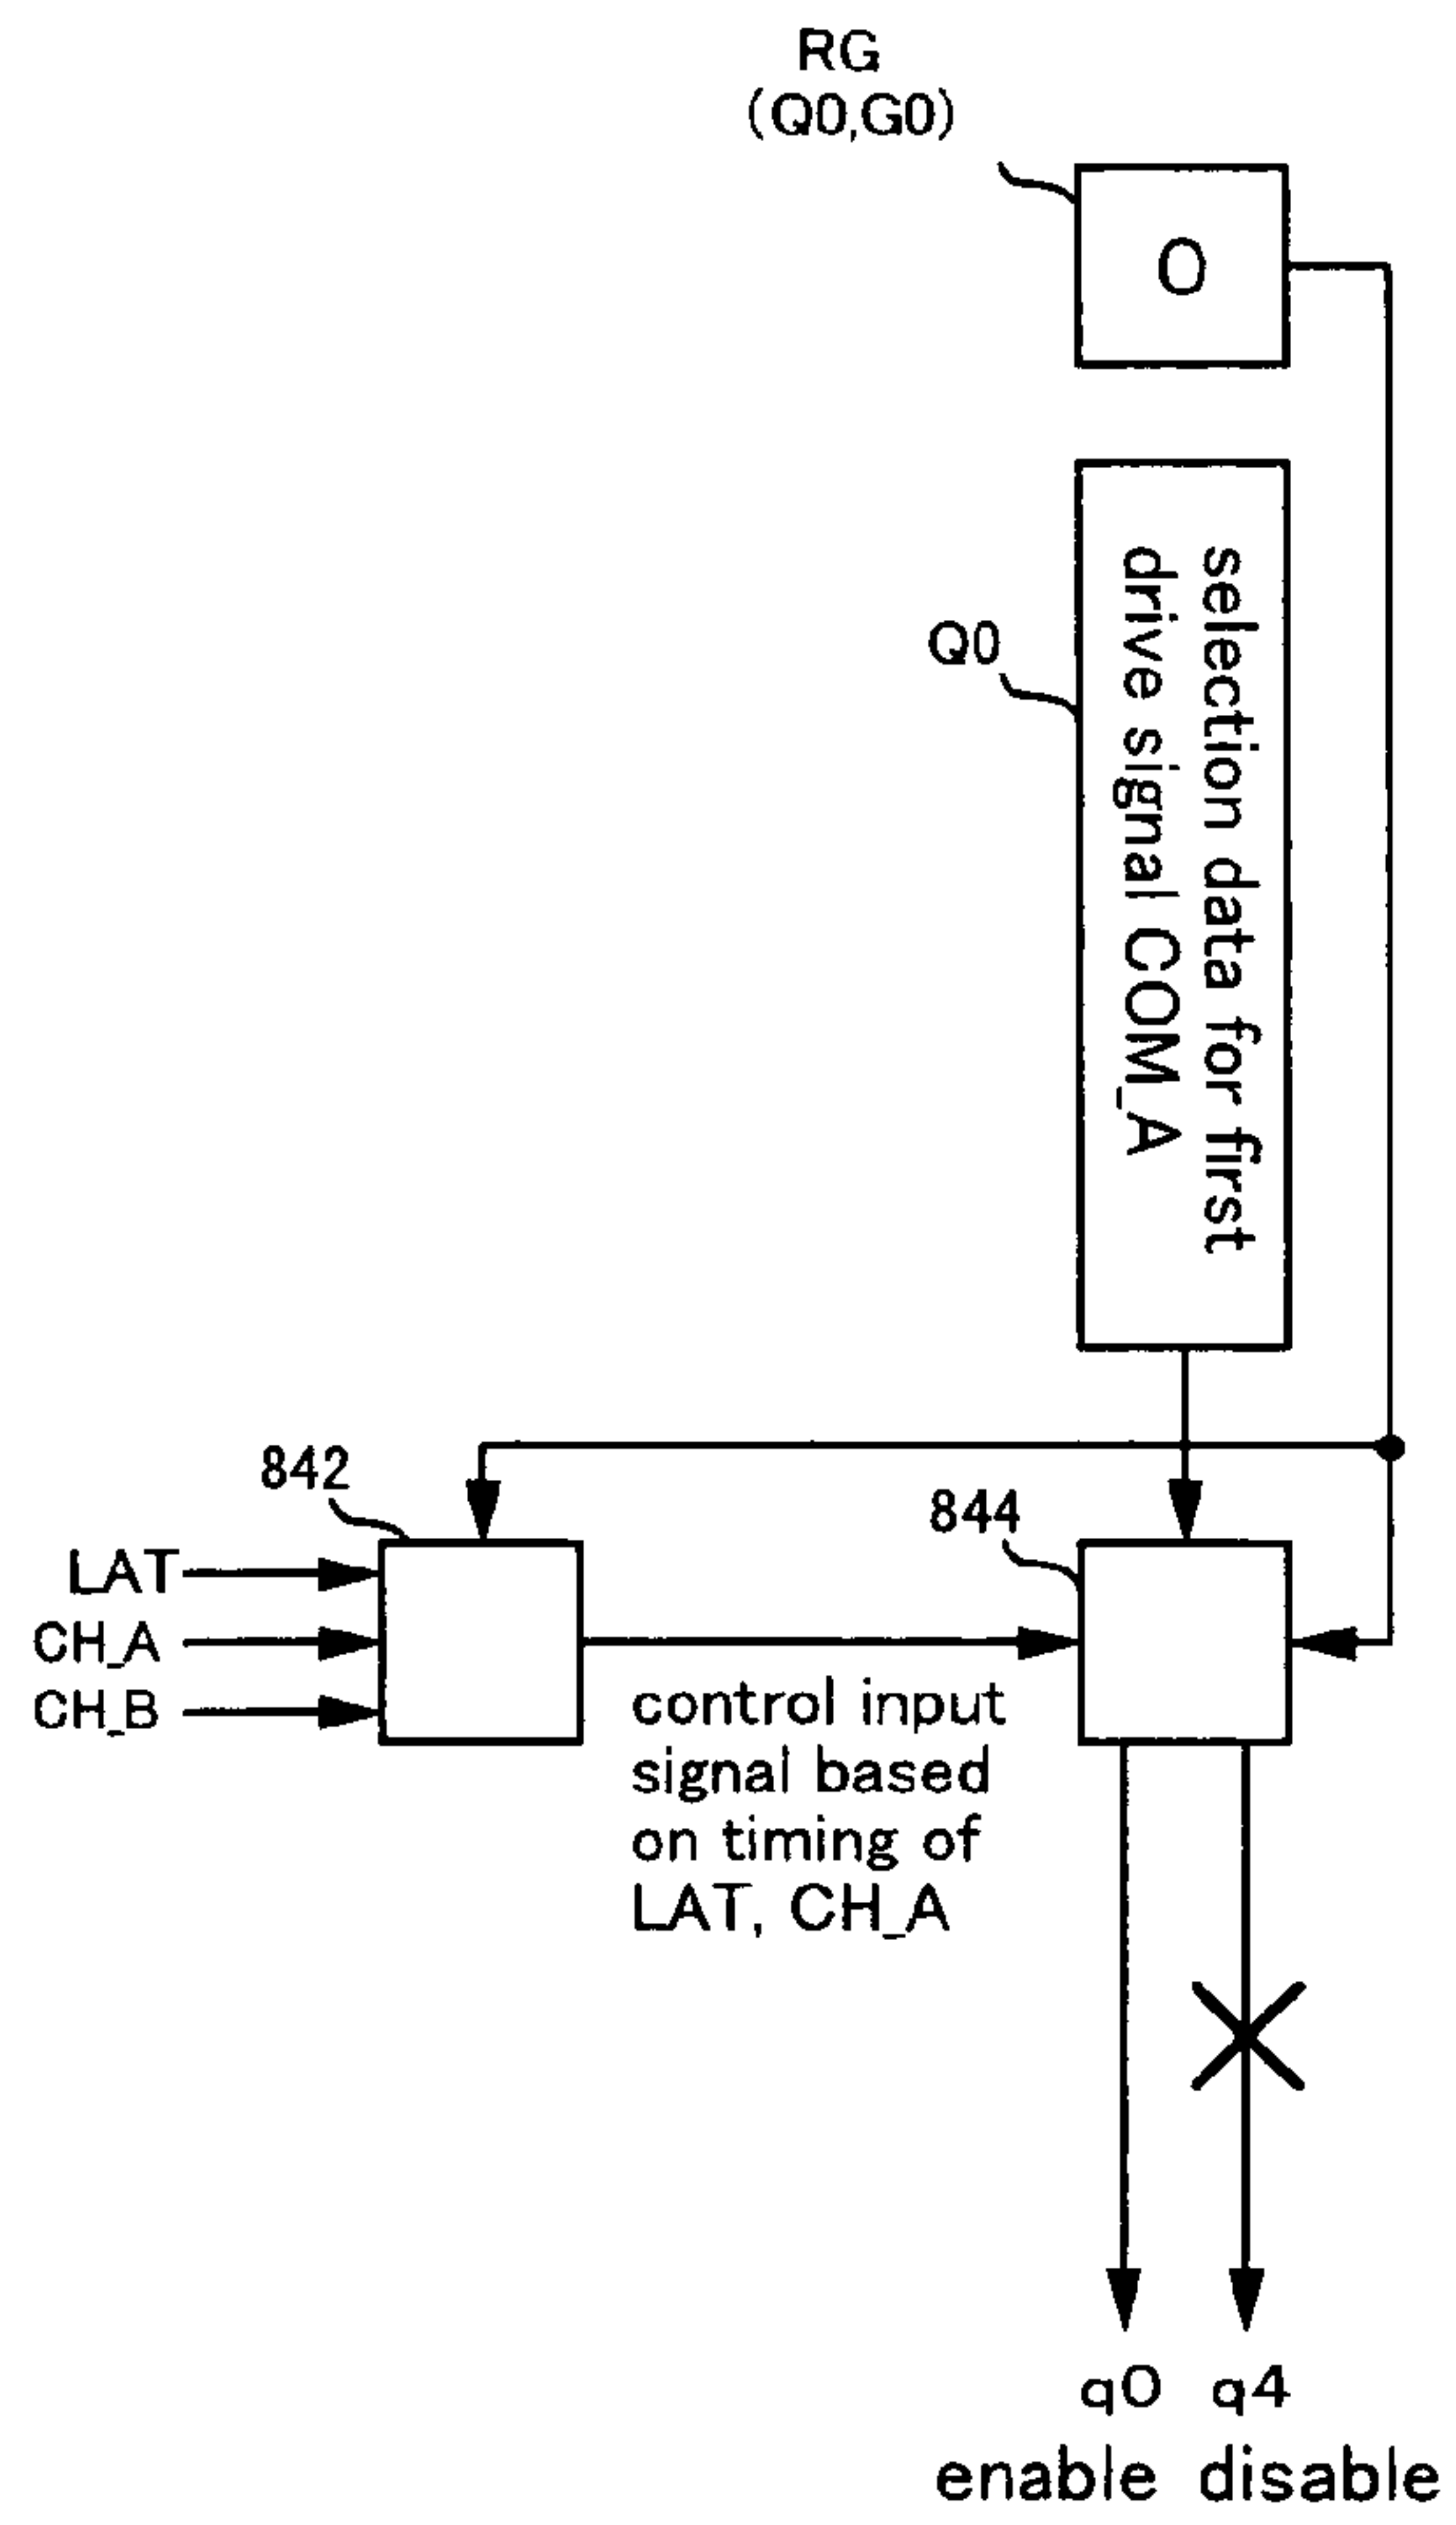 RG
(Q0,G0)
0
Q0
selection data for first
drive signal COM_A
842
844
LAT
CH_A
CH_B
control input
signal based
on timing of
LAT, CH_A
q0 q4
enable disable